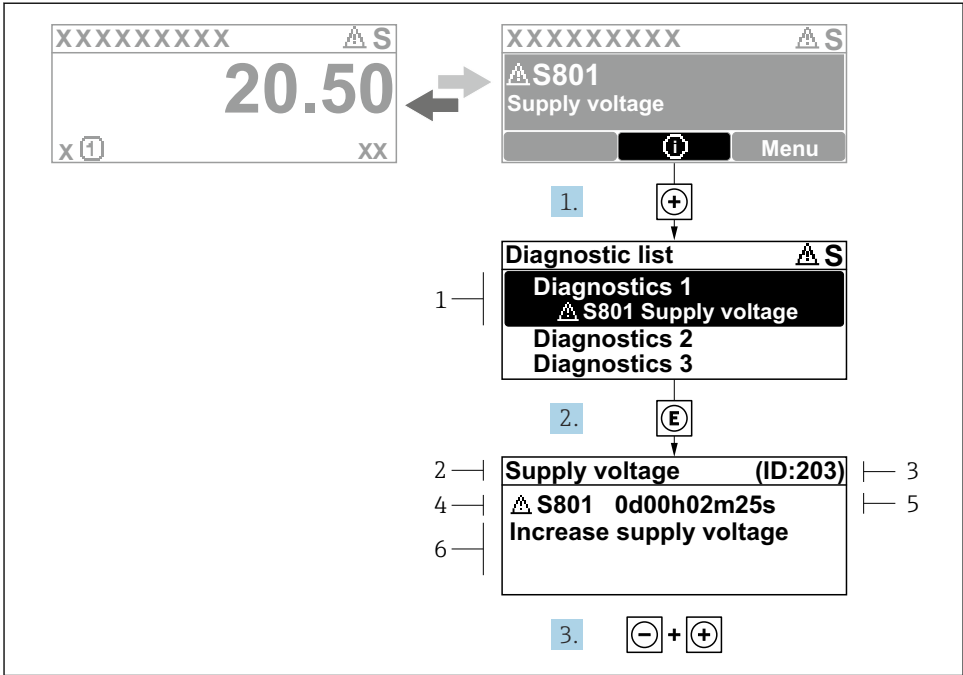 XXXXXXXXX ⚠ S
20.50
x ① xx
XXXXXXXXX ⚠ S
⚠ S801
Supply voltage
ⓘ Menu
1. +
Diagnostic list ⚠ S
1
Diagnostics 1
⚠ S801 Supply voltage
Diagnostics 2
Diagnostics 3
2. E
2 Supply voltage (ID:203) 3
4 ⚠ S801 0d00h02m25s 5
6 Increase supply voltage
3. - + +